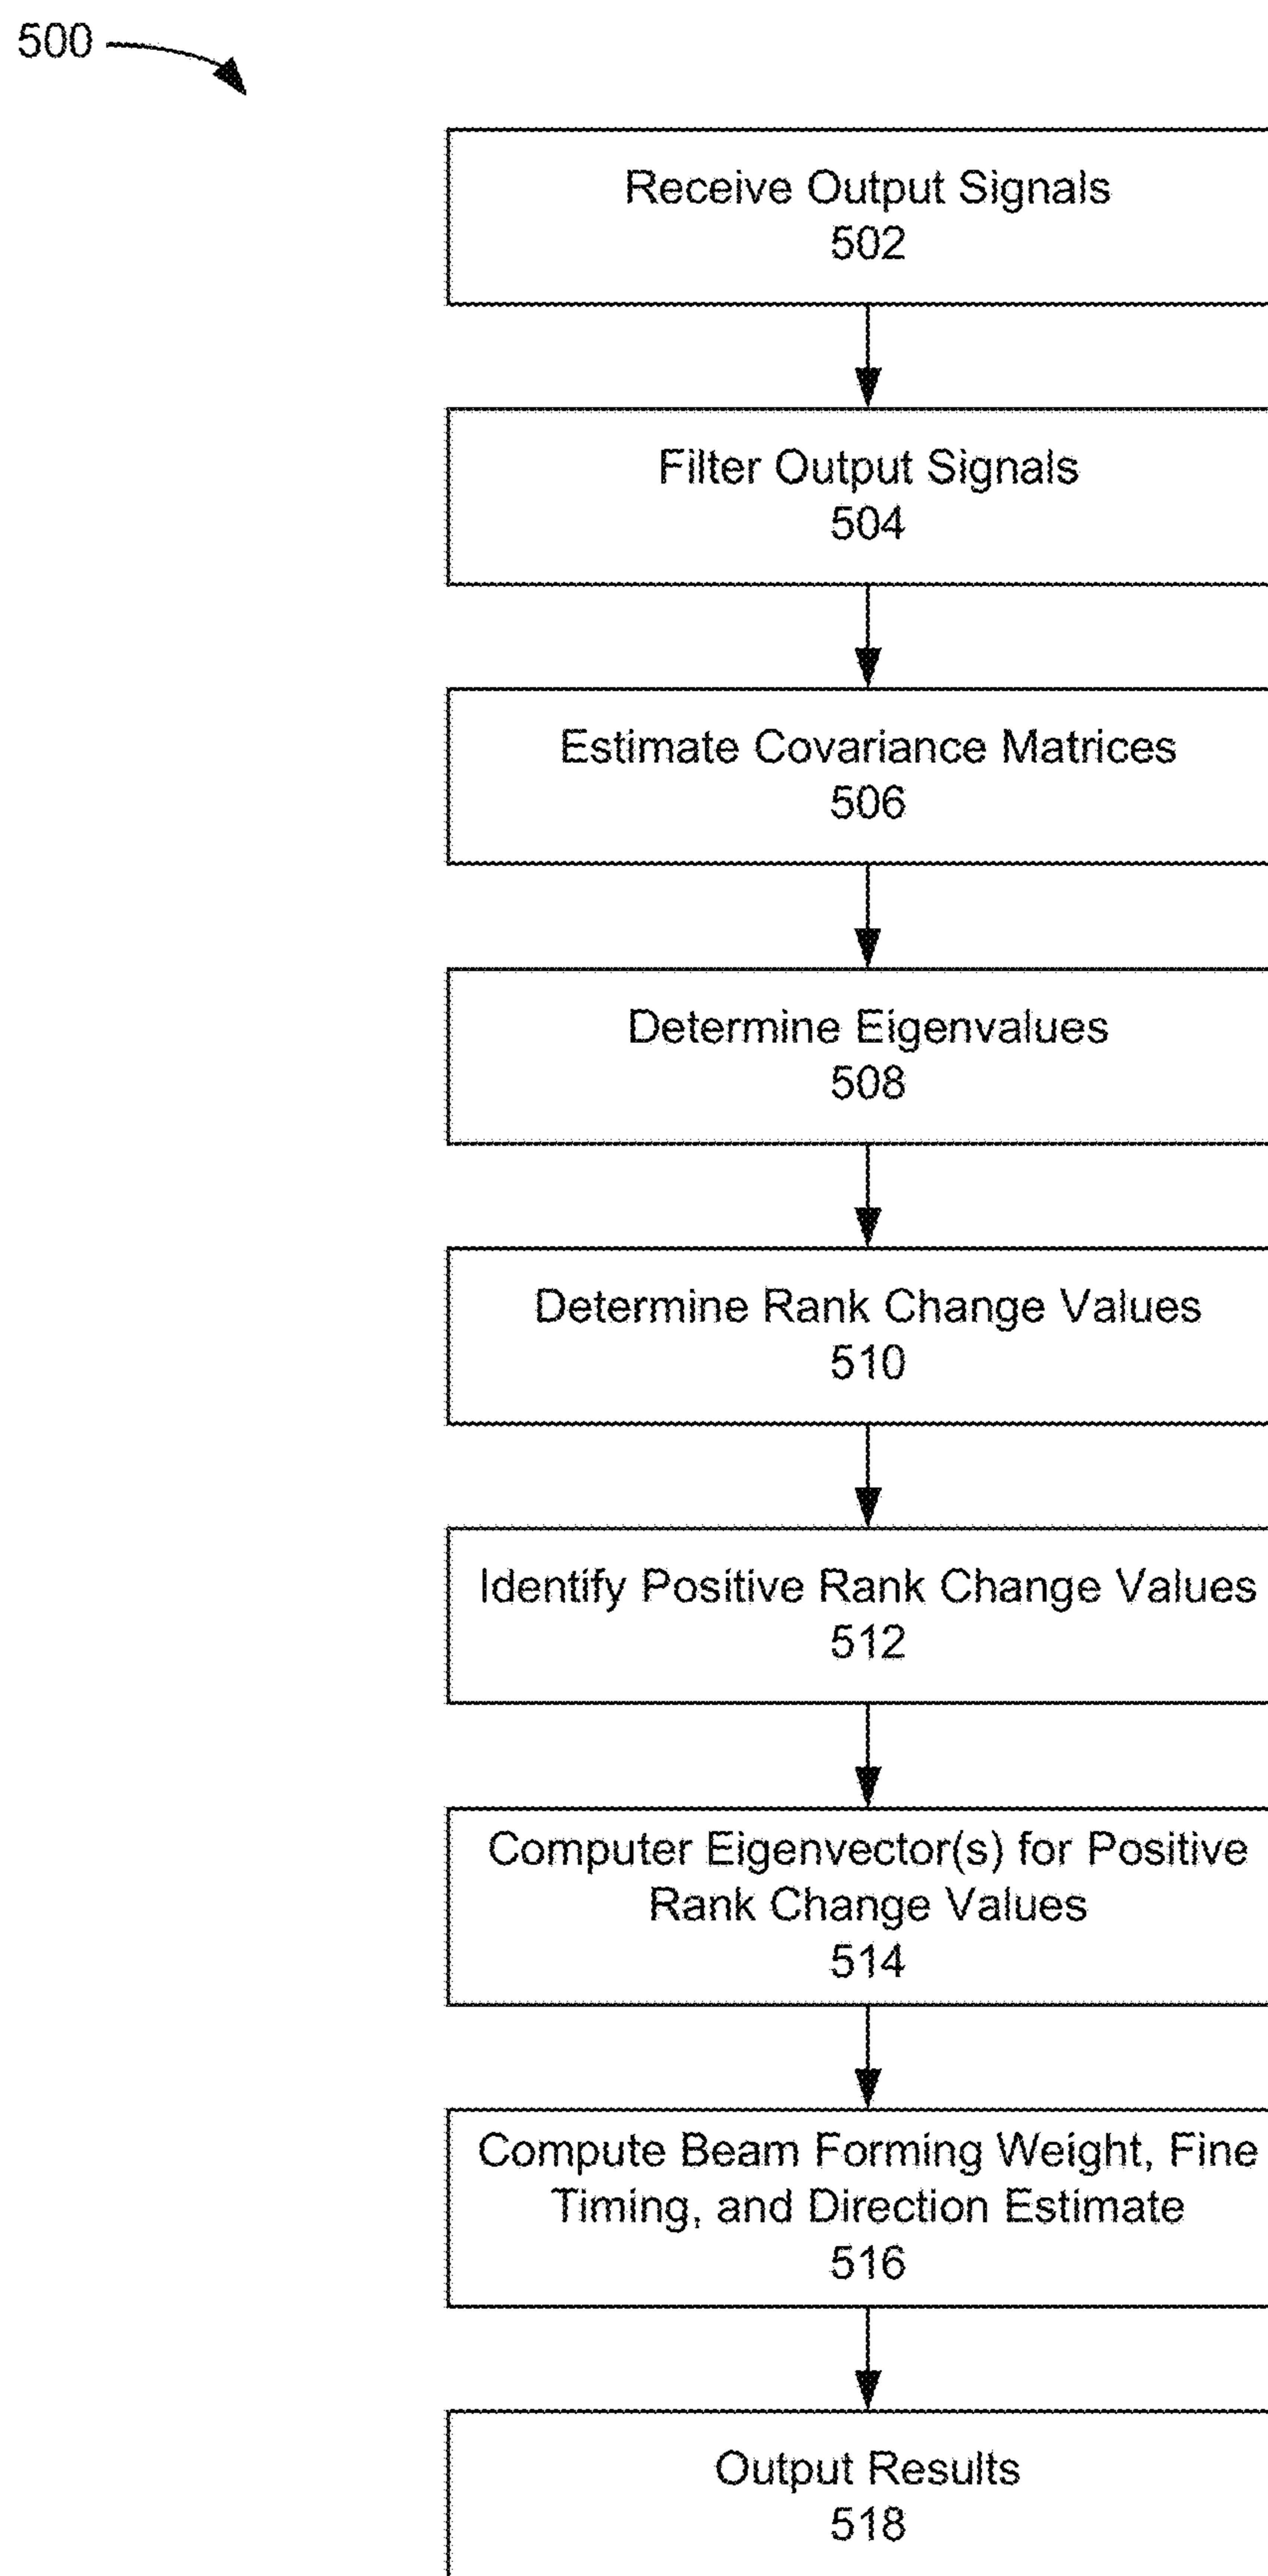 500
Receive Output Signals
502
Filter Output Signals
504
Estimate Covariance Matrices
506
Determine Eigenvalues
508
Determine Rank Change Values
510
Identify Positive Rank Change Values
512
Computer Eigenvector(s) for Positive
Rank Change Values
514
Compute Beam Forming Weight, Fine
Timing, and Direction Estimate
516
Output Results
518